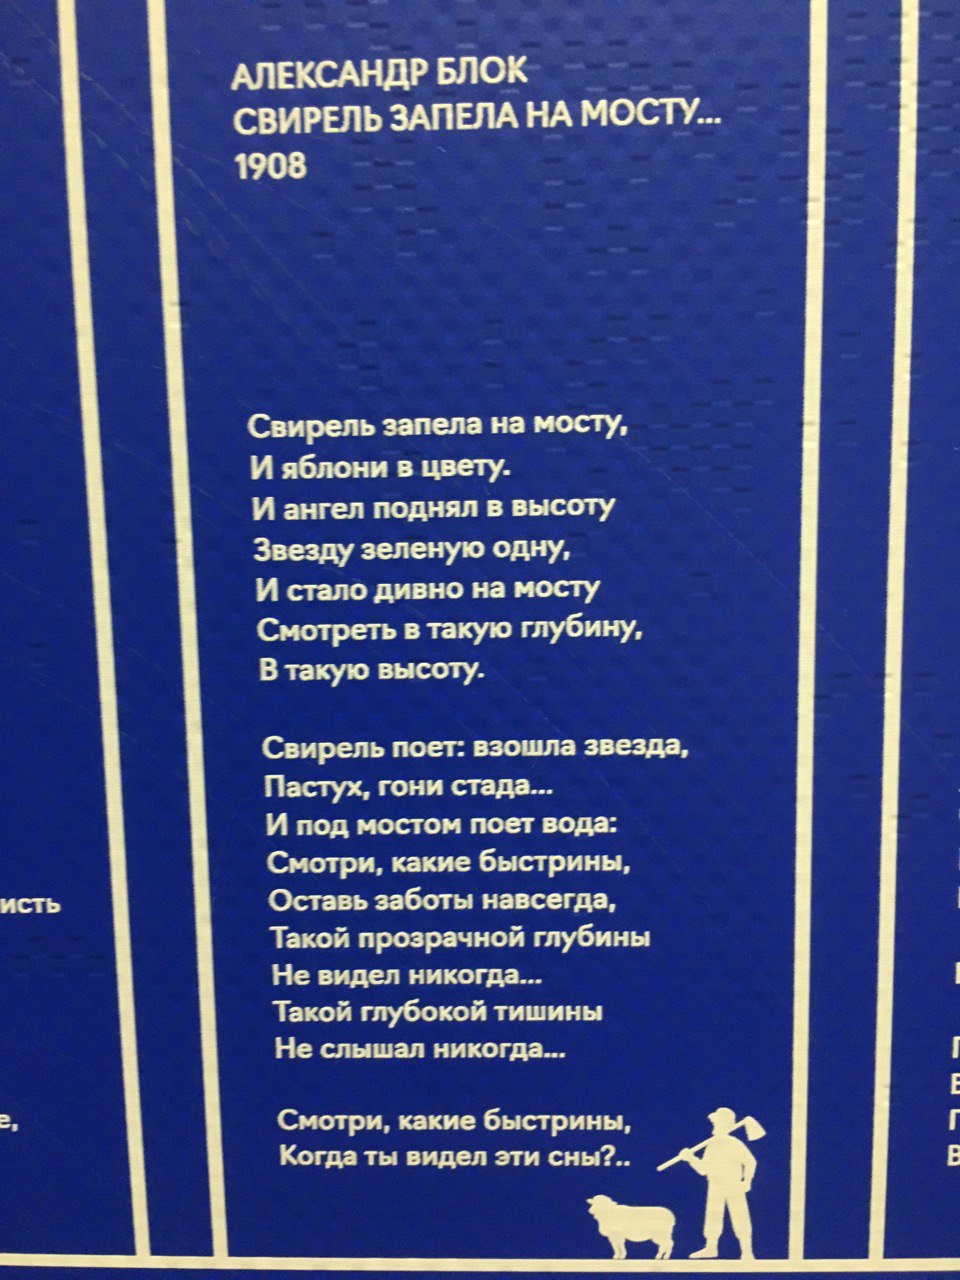 АЛЕКСАНДР БЛОК
СВИРЕЛЬ ЗАПЕЛА НА МОСТУ...
1908
Свирель запела на мосту,
И яблони в цвету.
И ангел поднял в высоту
Звезду зеленую одну,
И стало дивно на мосту
Смотреть в такую глубину,
В такую высоту.
Свирель поет: взошла звезда,
Пастух, гони стада...
И под мостом поет вода:
Смотри, какие быстрины,
Оставь заботы навсегда,
Такой прозрачной глубины
Не видел никогда...
Такой глубокой тишины
Не слышал никогда...
Смотри, какие быстрины,
Когда ты видел эти сны?..
исть
е,